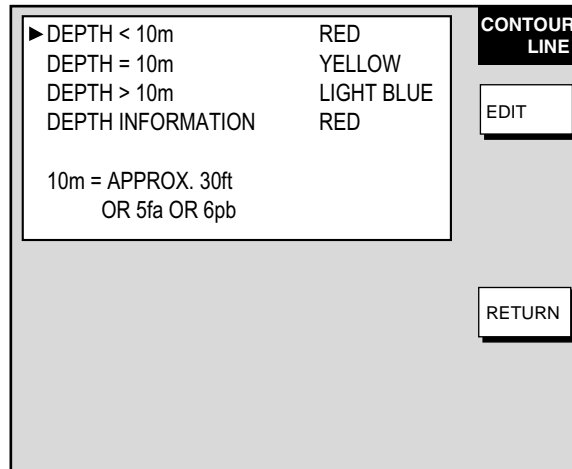 ►DEPTH < 10m RED
DEPTH = 10m YELLOW
DEPTH > 10m LIGHT BLUE
DEPTH INFORMATION RED
10m = APPROX. 30ft
OR 5fa OR 6pb
CONTOUR
LINE
EDIT
RETURN